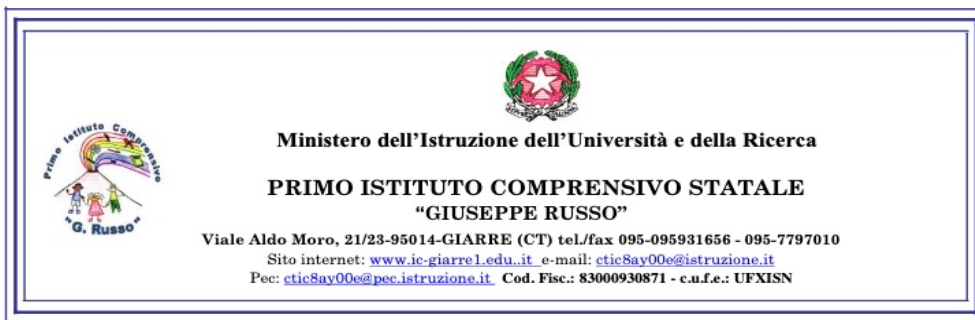 Primo Istituto Comprensivo
"G. Russo"
Ministero dell'Istruzione dell'Università e della Ricerca
PRIMO ISTITUTO COMPRENSIVO STATALE
“GIUSEPPE RUSSO”
Viale Aldo Moro, 21/23-95014-GIARRE (CT) tel./fax 095-095931656 - 095-7797010
Sito internet: www.ic-giarre1.edu..it e-mail: ctic8ay00e@istruzione.it
Pec: ctic8ay00e@pec.istruzione.it Cod. Fisc.: 83000930871 - c.u.f.e.: UFXISN